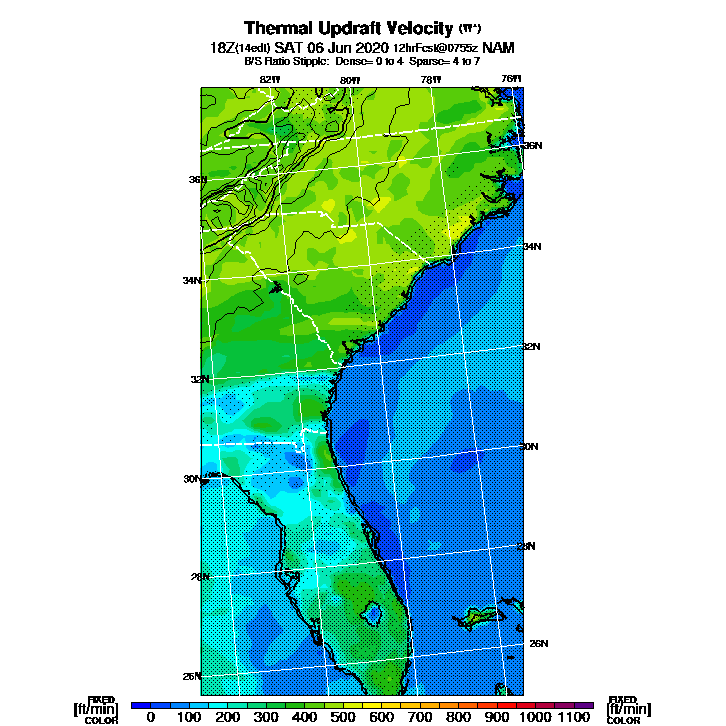 Thermal Updraft Velocity (W*)
18Z(14edt) SAT 06 Jun 2020 12hrFcst@0755z NAM
B/S Ratio Stipple: Dense= 0 to 4 Sparse= 4 to 7
82W 80W 78W 76W
36N
36N
34N
34N
32N
32N
30N
30N
28N
28N
26N
26N
FIXED
[ft/min]
COLOR
0 100 200 300 400 500 600 700 800 900 1000 1100
FIXED
[ft/min]
COLOR